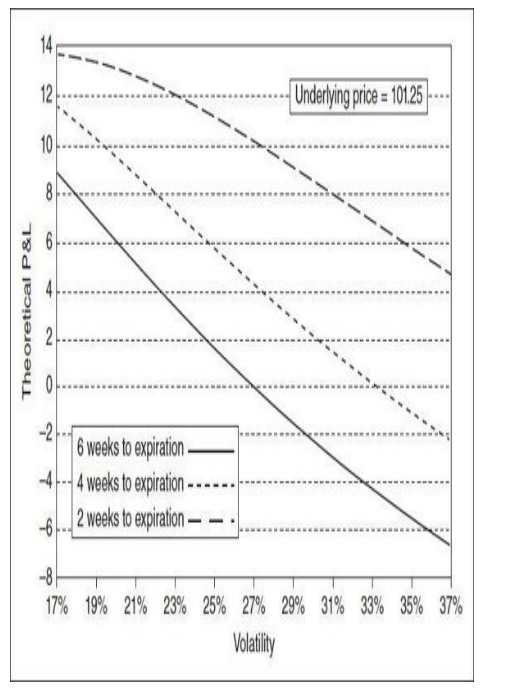 14
12
10
8
6
4
2
0
–2
–4
–6
–8
Theoretical P&L
Underlying price = 101.25
6 weeks to expiration
4 weeks to expiration
2 weeks to expiration
17% 19% 21% 23% 25% 27% 29% 31% 33% 35% 37%
Volatility